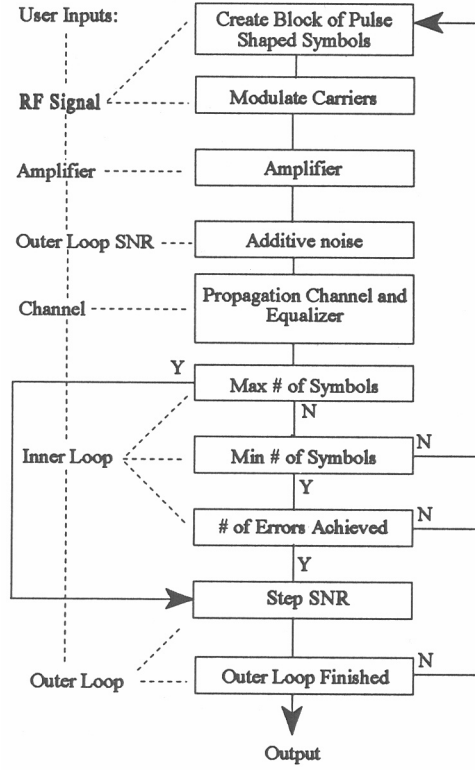 User Inputs:
Create Block of Pulse
Shaped Symbols
RF Signal
Modulate Carriers
Amplifier
Amplifier
Outer Loop SNR
Additive noise
Channel
Propagation Channel and
Equalizer
Y
Max # of Symbols
N
Inner Loop
Min # of Symbols
N
Y
# of Errors Achieved
N
Y
Step SNR
Outer Loop
Outer Loop Finished
N
Output